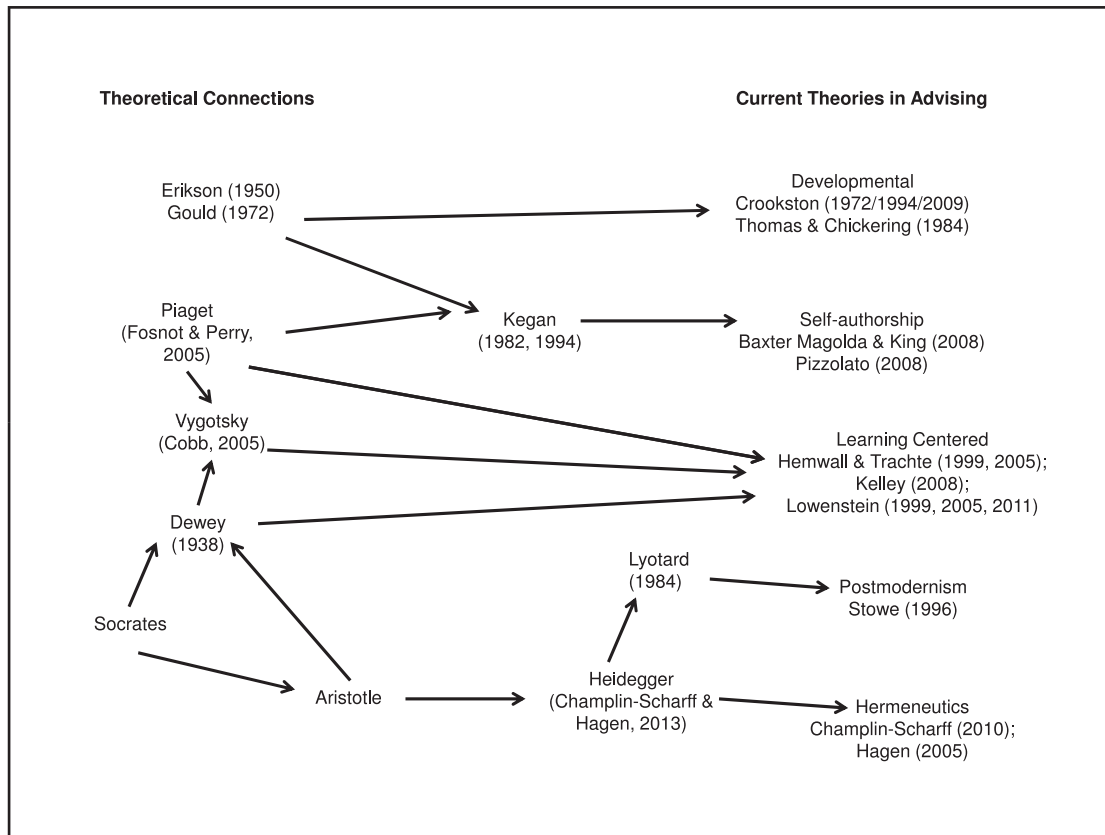 Theoretical Connections
Current Theories in Advising
Erikson (1950)
Gould (1972)
Developmental
Crookston (1972/1994/2009)
Thomas & Chickering (1984)
Piaget
(Fosnot & Perry,
2005)
Kegan
(1982, 1994)
Self-authorship
Baxter Magolda & King (2008)
Pizzolato (2008)
Vygotsky
(Cobb, 2005)
Learning Centered
Hemwall & Trachte (1999, 2005);
Kelley (2008);
Lowenstein (1999, 2005, 2011)
Dewey
(1938)
Lyotard
(1984)
Postmodernism
Stowe (1996)
Socrates
Aristotle
Heidegger
(Champlin-Scharff &
Hagen, 2013)
Hermeneutics
Champlin-Scharff (2010);
Hagen (2005)